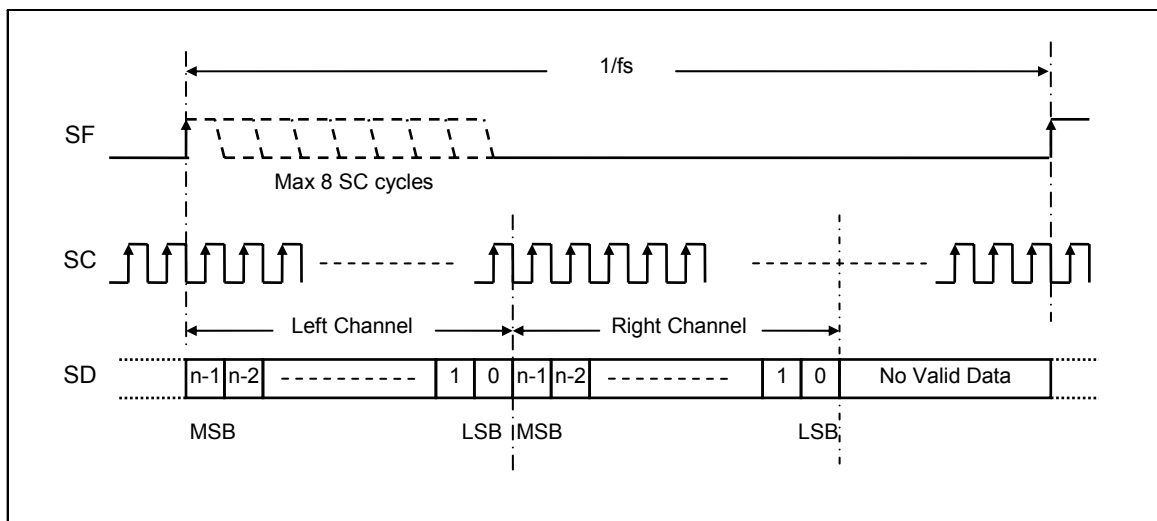 1/fs
SF
Max 8 SC cycles
SC
Left Channel Right Channel
SD n-1 n-2 1 0 n-1 n-2 1 0 No Valid Data
MSB LSB MSB LSB